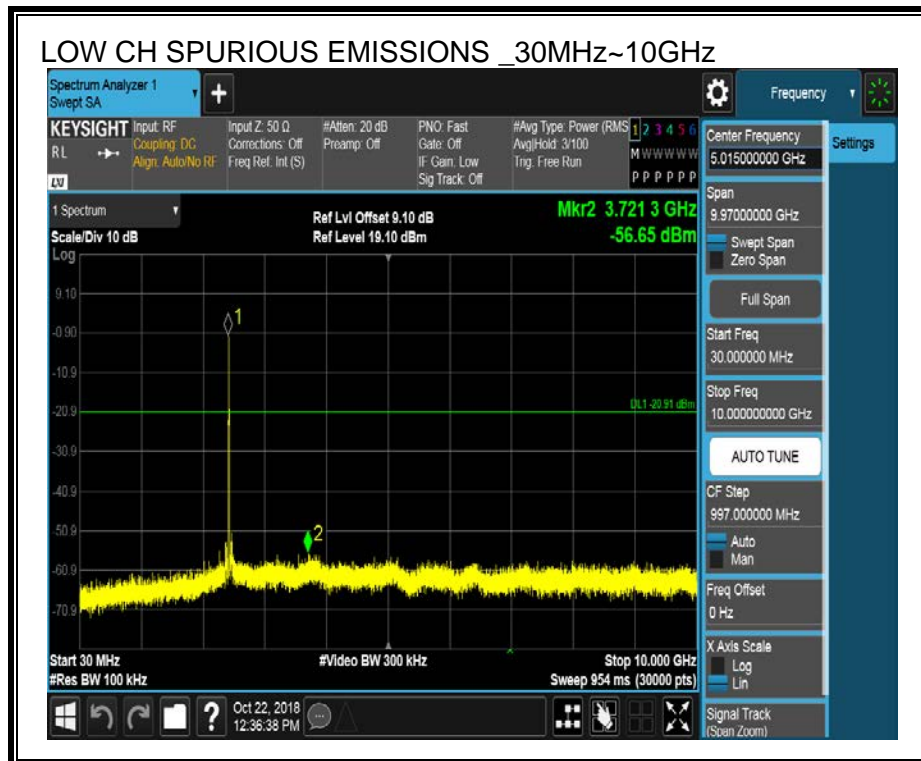 LOW CH SPURIOUS EMISSIONS _30MHz~10GHz
Spectrum Analyzer 1
Swept SA
+
Frequency
KEYSIGHT
RL
LXI
Input: RF
Coupling: DC
Align: Auto/No RF
Input Z: 50 Ω
Corrections: Off
Freq Ref: Int (S)
#Atten: 20 dB
Preamp: Off
PNO: Fast
Gate: Off
IF Gain: Low
Sig Track: Off
#Avg Type: Power (RMS
Avg|Hold: 3/100
Trig: Free Run
1 2 3 4 5 6
M W W W W W
P P P P P P
1 Spectrum
Scale/Div 10 dB
Ref Lvl Offset 9.10 dB
Ref Level 19.10 dBm
Mkr2 3.721 3 GHz
-56.65 dBm
Log
9.10
-0.90
-10.9
-20.9
-30.9
-40.9
-50.9
-60.9
-70.9
1
DL1 -20.91 dBm
2
Start 30 MHz
#Res BW 100 kHz
#Video BW 300 kHz
Stop 10.000 GHz
Sweep 954 ms (30000 pts)
Oct 22, 2018
12:36:38 PM
?
Center Frequency
5.015000000 GHz
Settings
Span
9.97000000 GHz
Swept Span
Zero Span
Full Span
Start Freq
30.000000 MHz
Stop Freq
10.000000000 GHz
AUTO TUNE
CF Step
997.000000 MHz
Auto
Man
Freq Offset
0 Hz
X Axis Scale
Log
Lin
Signal Track
(Span Zoom)